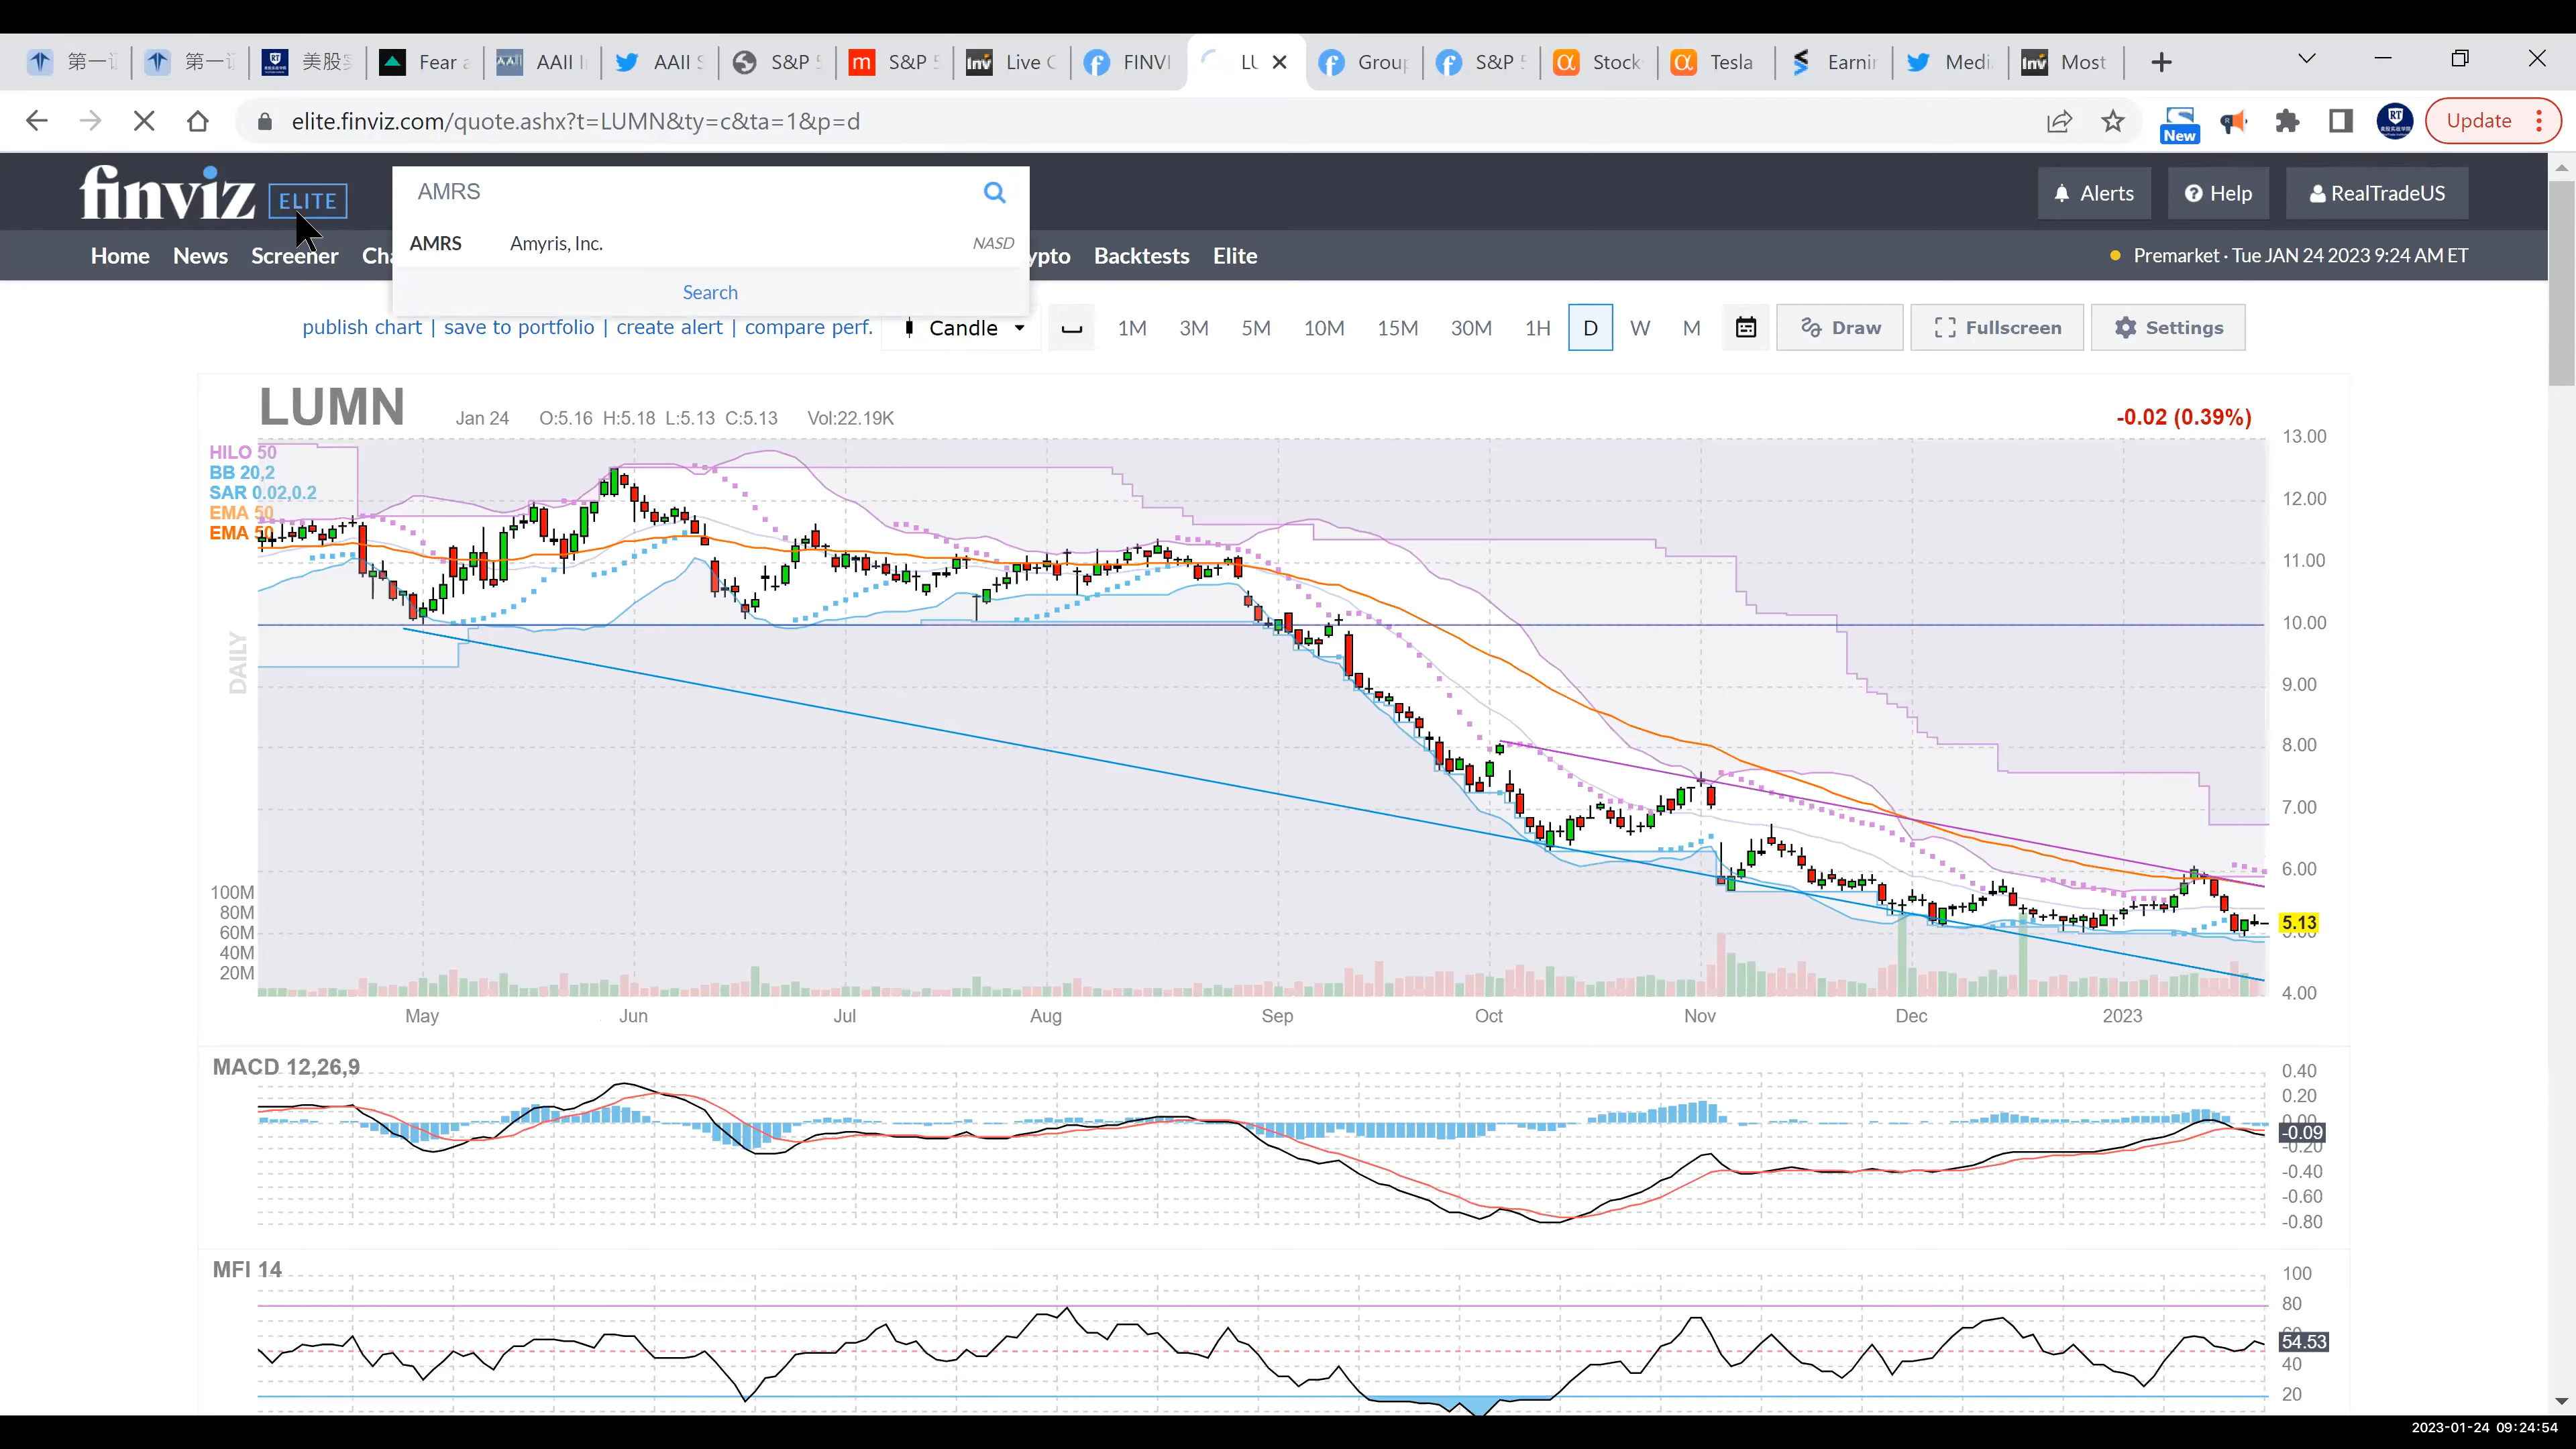 第一
第一
美股
Fear
AAII
AAII
S&P
S&P
Live
FINVI
LU
Group
S&P
Stock
Tesla
Earni
Medi
Most
elite.finviz.com/quote.ashx?t=LUMN&ty=c&ta=1&p=d
New
Update
finviz ELITE
AMRS
Alerts
Help
RealTradeUS
AMRS Amyris, Inc. NASD
Home News Screener Cha ypto Backtests Elite
Premarket · Tue JAN 24 2023 9:24 AM ET
Search
publish chart | save to portfolio | create alert | compare perf.
Candle
1M 3M 5M 10M 15M 30M 1H D W M
Draw
Fullscreen
Settings
LUMN Jan 24 O:5.16 H:5.18 L:5.13 C:5.13 Vol:22.19K
-0.02 (0.39%)
HILO 50
BB 20,2
SAR 0.02,0.2
EMA 50
EMA 50
DAILY
13.00
12.00
11.00
10.00
9.00
8.00
7.00
6.00
5.13
5.00
4.00
100M
80M
60M
40M
20M
May Jun Jul Aug Sep Oct Nov Dec 2023
MACD 12,26,9
0.40
0.20
0.00
-0.09
-0.20
-0.40
-0.60
-0.80
MFI 14
100
80
54.53
40
20
2023-01-24 09:24:54